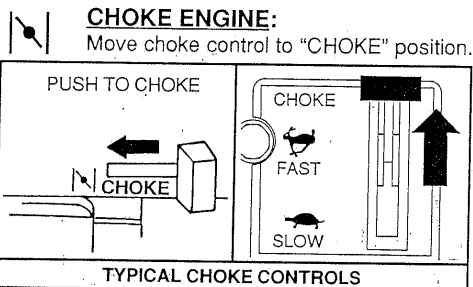 CHOKE ENGINE:
Move choke control to “CHOKE” position.
PUSH TO CHOKE
CHOKE
CHOKE
FAST
SLOW
TYPICAL CHOKE CONTROLS